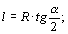 l = R · tg α/2;